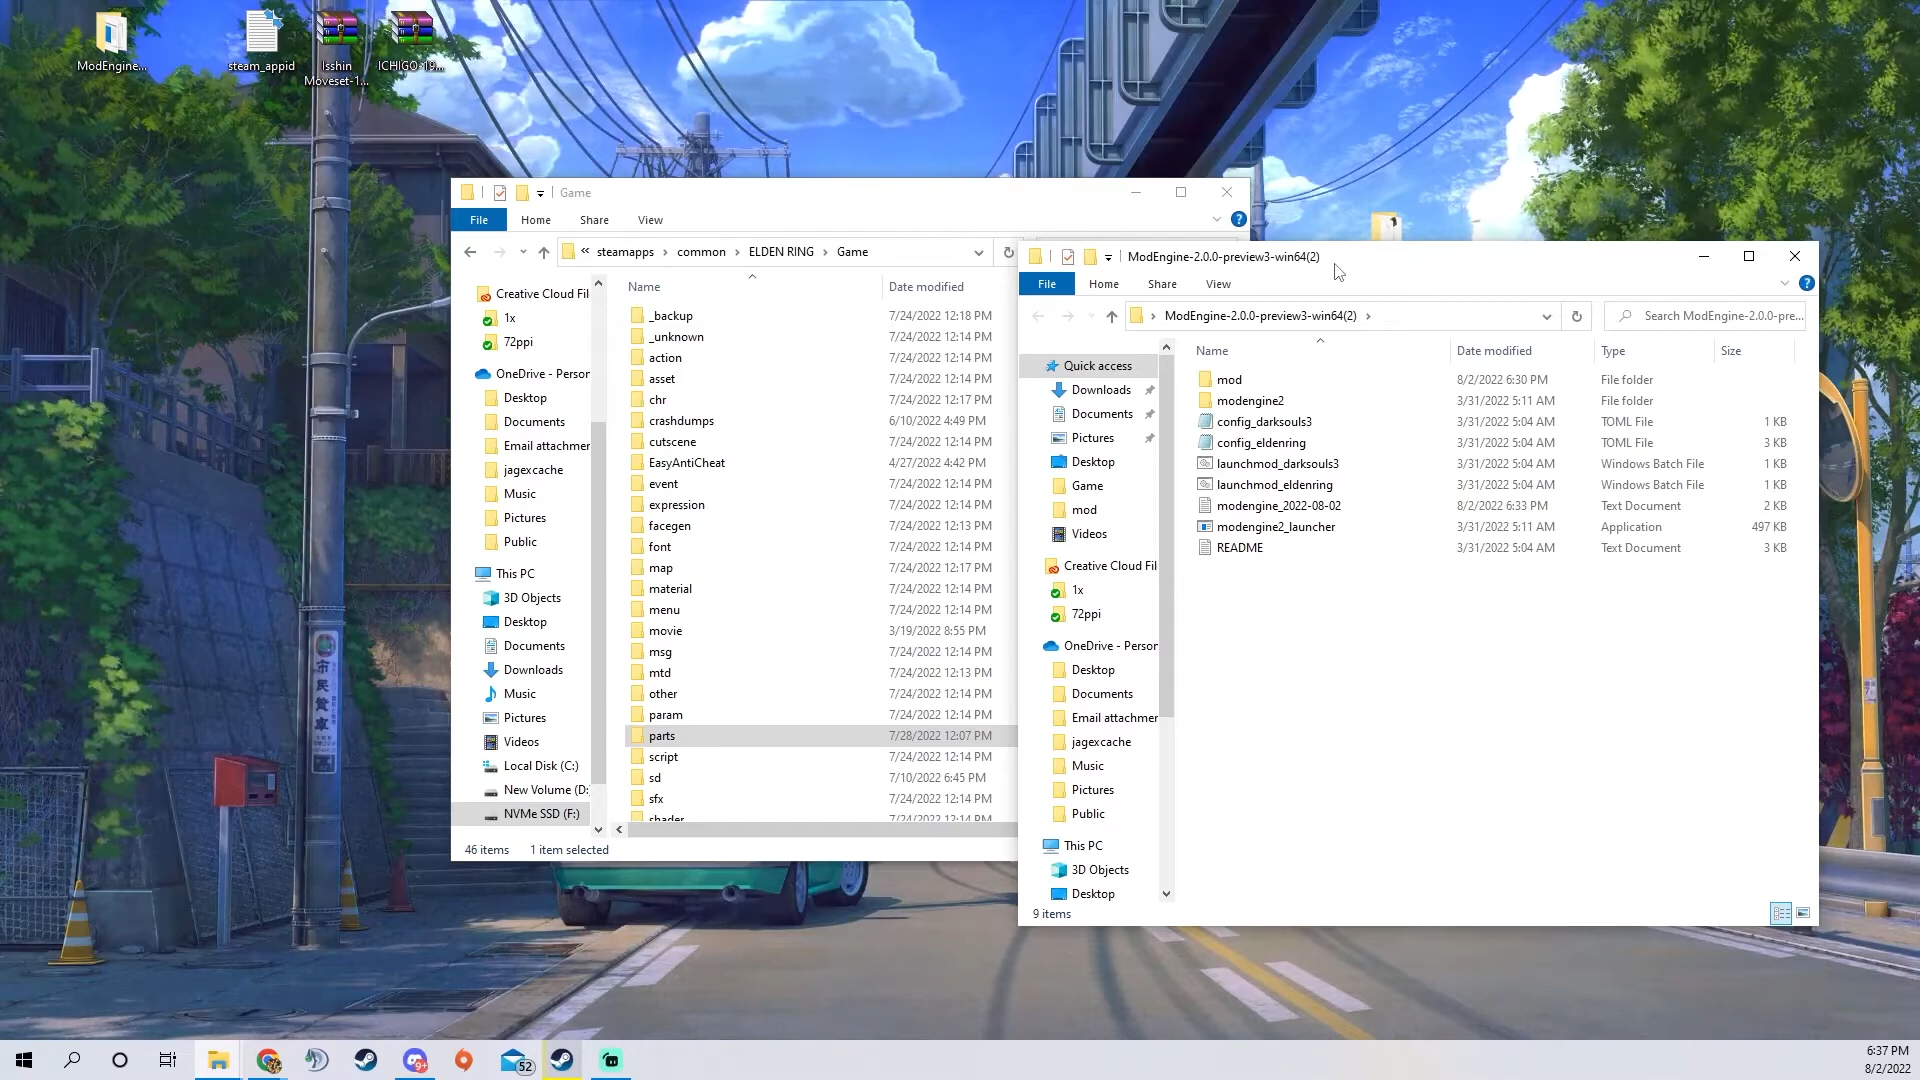 ModEngine...
steam_appid
Isshin
Moveset-1...
ICHIGO-19...
Game
File
Home
Share
View
« steamapps › common › ELDEN RING › Game
Name
Date modified
Creative Cloud Fil
1x
72ppi
OneDrive - Person
Desktop
Documents
Email attachmer
jagexcache
Music
Pictures
Public
This PC
3D Objects
Desktop
Documents
Downloads
Music
Pictures
Videos
Local Disk (C:)
New Volume (D:
NVMe SSD (F:)
_backup 7/24/2022 12:18 PM
_unknown 7/24/2022 12:14 PM
action 7/24/2022 12:14 PM
asset 7/24/2022 12:14 PM
chr 7/24/2022 12:17 PM
crashdumps 6/10/2022 4:49 PM
cutscene 7/24/2022 12:14 PM
EasyAntiCheat 4/27/2022 4:42 PM
event 7/24/2022 12:14 PM
expression 7/24/2022 12:14 PM
facegen 7/24/2022 12:13 PM
font 7/24/2022 12:14 PM
map 7/24/2022 12:17 PM
material 7/24/2022 12:14 PM
menu 7/24/2022 12:14 PM
movie 3/19/2022 8:55 PM
msg 7/24/2022 12:14 PM
mtd 7/24/2022 12:13 PM
other 7/24/2022 12:14 PM
param 7/24/2022 12:14 PM
parts 7/28/2022 12:07 PM
script 7/24/2022 12:14 PM
sd 7/10/2022 6:45 PM
sfx 7/24/2022 12:14 PM
shader 7/24/2022 12:14 PM
46 items 1 item selected
ModEngine-2.0.0-preview3-win64(2)
File
Home
Share
View
› ModEngine-2.0.0-preview3-win64(2) ›
Search ModEngine-2.0.0-pre...
Name
Date modified
Type
Size
Quick access
Downloads
Documents
Pictures
Desktop
Game
mod
Videos
Creative Cloud Fil
1x
72ppi
OneDrive - Person
Desktop
Documents
Email attachmer
jagexcache
Music
Pictures
Public
This PC
3D Objects
Desktop
mod 8/2/2022 6:30 PM File folder
modengine2 3/31/2022 5:11 AM File folder
config_darksouls3 3/31/2022 5:04 AM TOML File 1 KB
config_eldenring 3/31/2022 5:04 AM TOML File 3 KB
launchmod_darksouls3 3/31/2022 5:04 AM Windows Batch File 1 KB
launchmod_eldenring 3/31/2022 5:04 AM Windows Batch File 1 KB
modengine_2022-08-02 8/2/2022 6:33 PM Text Document 2 KB
modengine2_launcher 3/31/2022 5:11 AM Application 497 KB
README 3/31/2022 5:04 AM Text Document 3 KB
9 items
9+
52
6:37 PM
8/2/2022